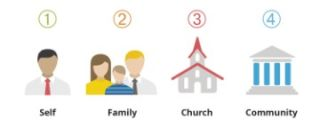 ① ② ③ ④
Self Family Church Community